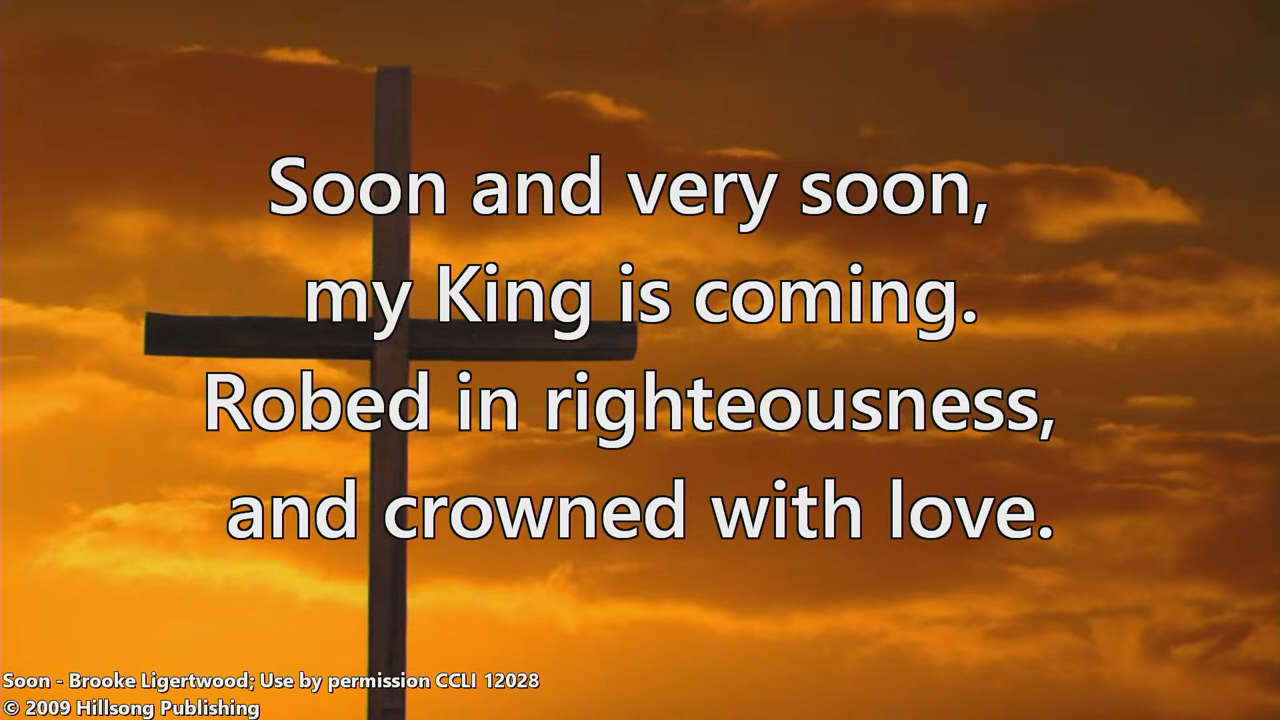 Soon and very soon,
my King is coming.
Robed in righteousness,
and crowned with love.
Soon - Brooke Ligertwood; Use by permission CCLI 12028
© 2009 Hillsong Publishing